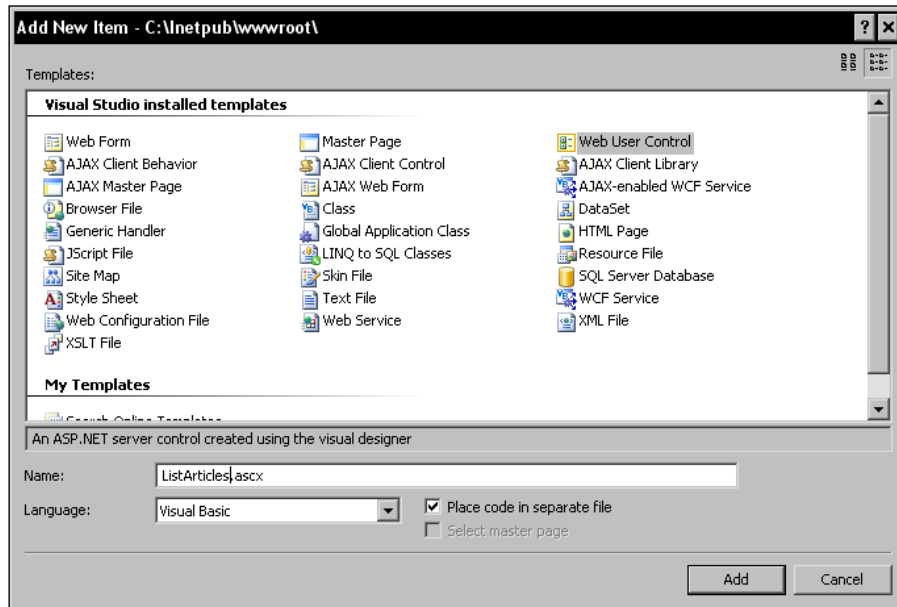 Add New Item - C:\Inetpub\wwwroot\
Templates:
Visual Studio installed templates
Web Form Master Page Web User Control
AJAX Client Behavior AJAX Client Control AJAX Client Library
AJAX Master Page AJAX Web Form AJAX-enabled WCF Service
Browser File Class DataSet
Generic Handler Global Application Class HTML Page
JScript File LINQ to SQL Classes Resource File
Site Map Skin File SQL Server Database
Style Sheet Text File WCF Service
Web Configuration File Web Service XML File
XSLT File
My Templates
Search Online Templates
An ASP.NET server control created using the visual designer
Name: ListArticles.ascx
Language: Visual Basic Place code in separate file
Select master page
Add Cancel